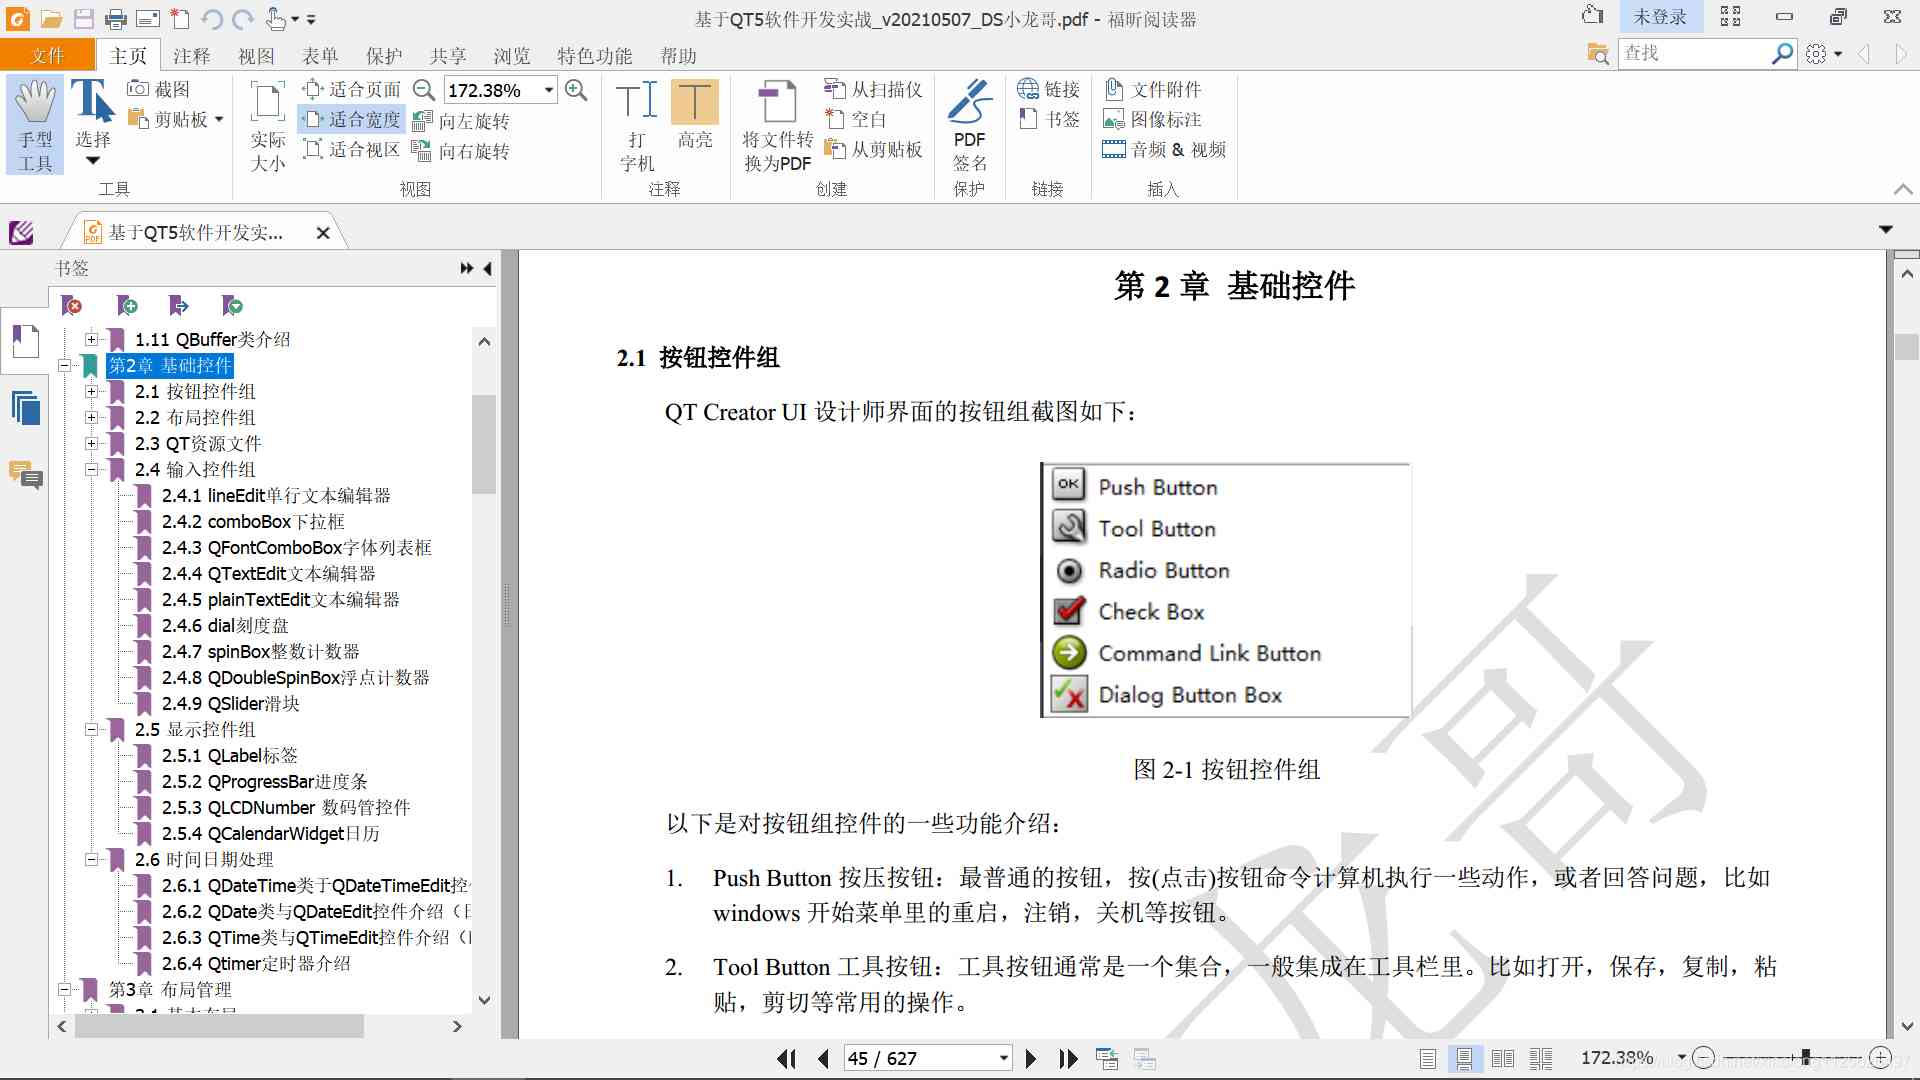 基于QT5软件开发实战_v20210507_DS小龙哥.pdf - 福昕阅读器
未登录
文件 主页 注释 视图 表单 保护 共享 浏览 特色功能 帮助
查找
手型工具
选择
截图
剪贴板
工具
实际大小
适合页面
适合宽度
适合视区
172.38%
向左旋转
向右旋转
视图
打字机
高亮
注释
将文件转换为PDF
从扫描仪
空白
从剪贴板
创建
PDF签名
保护
链接
书签
链接
文件附件
图像标注
音频 & 视频
插入
基于QT5软件开发实...
书签
1.11 QBuffer类介绍
第2章 基础控件
2.1 按钮控件组
2.2 布局控件组
2.3 QT资源文件
2.4 输入控件组
2.4.1 lineEdit单行文本编辑器
2.4.2 comboBox下拉框
2.4.3 QFontComboBox字体列表框
2.4.4 QTextEdit文本编辑器
2.4.5 plainTextEdit文本编辑器
2.4.6 dial刻度盘
2.4.7 spinBox整数计数器
2.4.8 QDoubleSpinBox浮点计数器
2.4.9 QSlider滑块
2.5 显示控件组
2.5.1 QLabel标签
2.5.2 QProgressBar进度条
2.5.3 QLCDNumber 数码管控件
2.5.4 QCalendarWidget日历
2.6 时间日期处理
2.6.1 QDateTime类于QDateTimeEdit控
2.6.2 QDate类与QDateEdit控件介绍（日
2.6.3 QTime类与QTimeEdit控件介绍（
2.6.4 Qtimer定时器介绍
第3章 布局管理
第 2 章 基础控件
2.1 按钮控件组
QT Creator UI 设计师界面的按钮组截图如下：
OK Push Button
Tool Button
Radio Button
Check Box
Command Link Button
Dialog Button Box
图 2-1 按钮控件组
以下是对按钮组控件的一些功能介绍：
1. Push Button 按压按钮：最普通的按钮，按(点击)按钮命令计算机执行一些动作，或者回答问题，比如
windows 开始菜单里的重启，注销，关机等按钮。
2. Tool Button 工具按钮：工具按钮通常是一个集合，一般集成在工具栏里。比如打开，保存，复制，粘
贴，剪切等常用的操作。
龙哥
45 / 627
172.38%